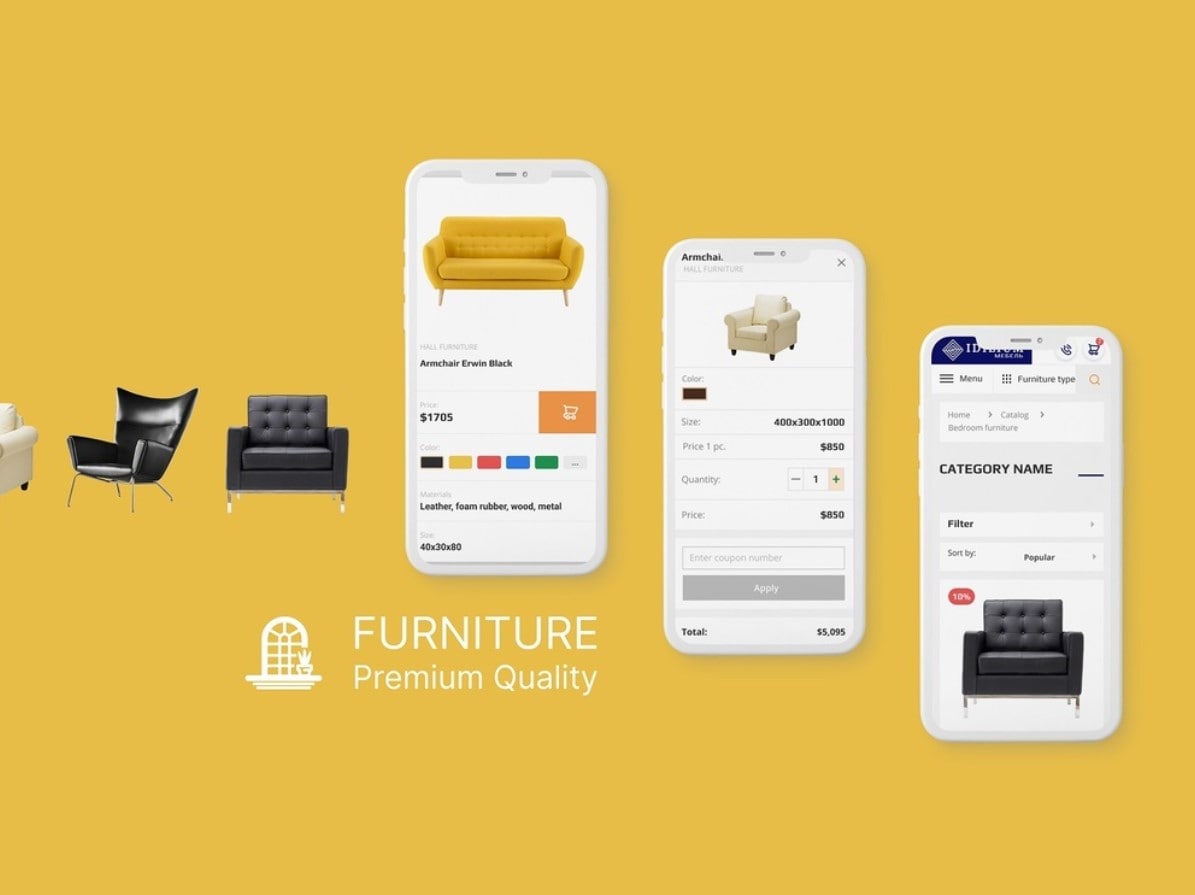 HALL FURNITURE
Armchair Erwin Black
Price:
$1705
Color:
...
Materials
Leather, foam rubber, wood, metal
Size:
40x30x80
FURNITURE
Premium Quality
Armchai.
HALL FURNITURE
Color:
Size: 400x300x1000
Price 1 pc. $850
Quantity: 1
Price: $850
Enter coupon number
Apply
Total: $5,095
МЕБЕЛЬ
Menu Furniture type
Home Catalog
Bedroom furniture
CATEGORY NAME
Filter
Sort by: Popular
10%